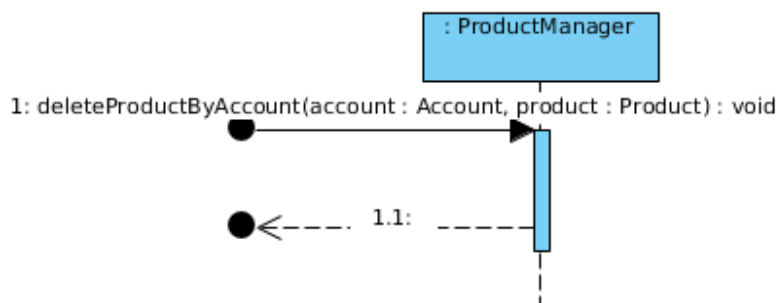 : ProductManager
1: deleteProductByAccount(account : Account, product : Product) : void
1.1: